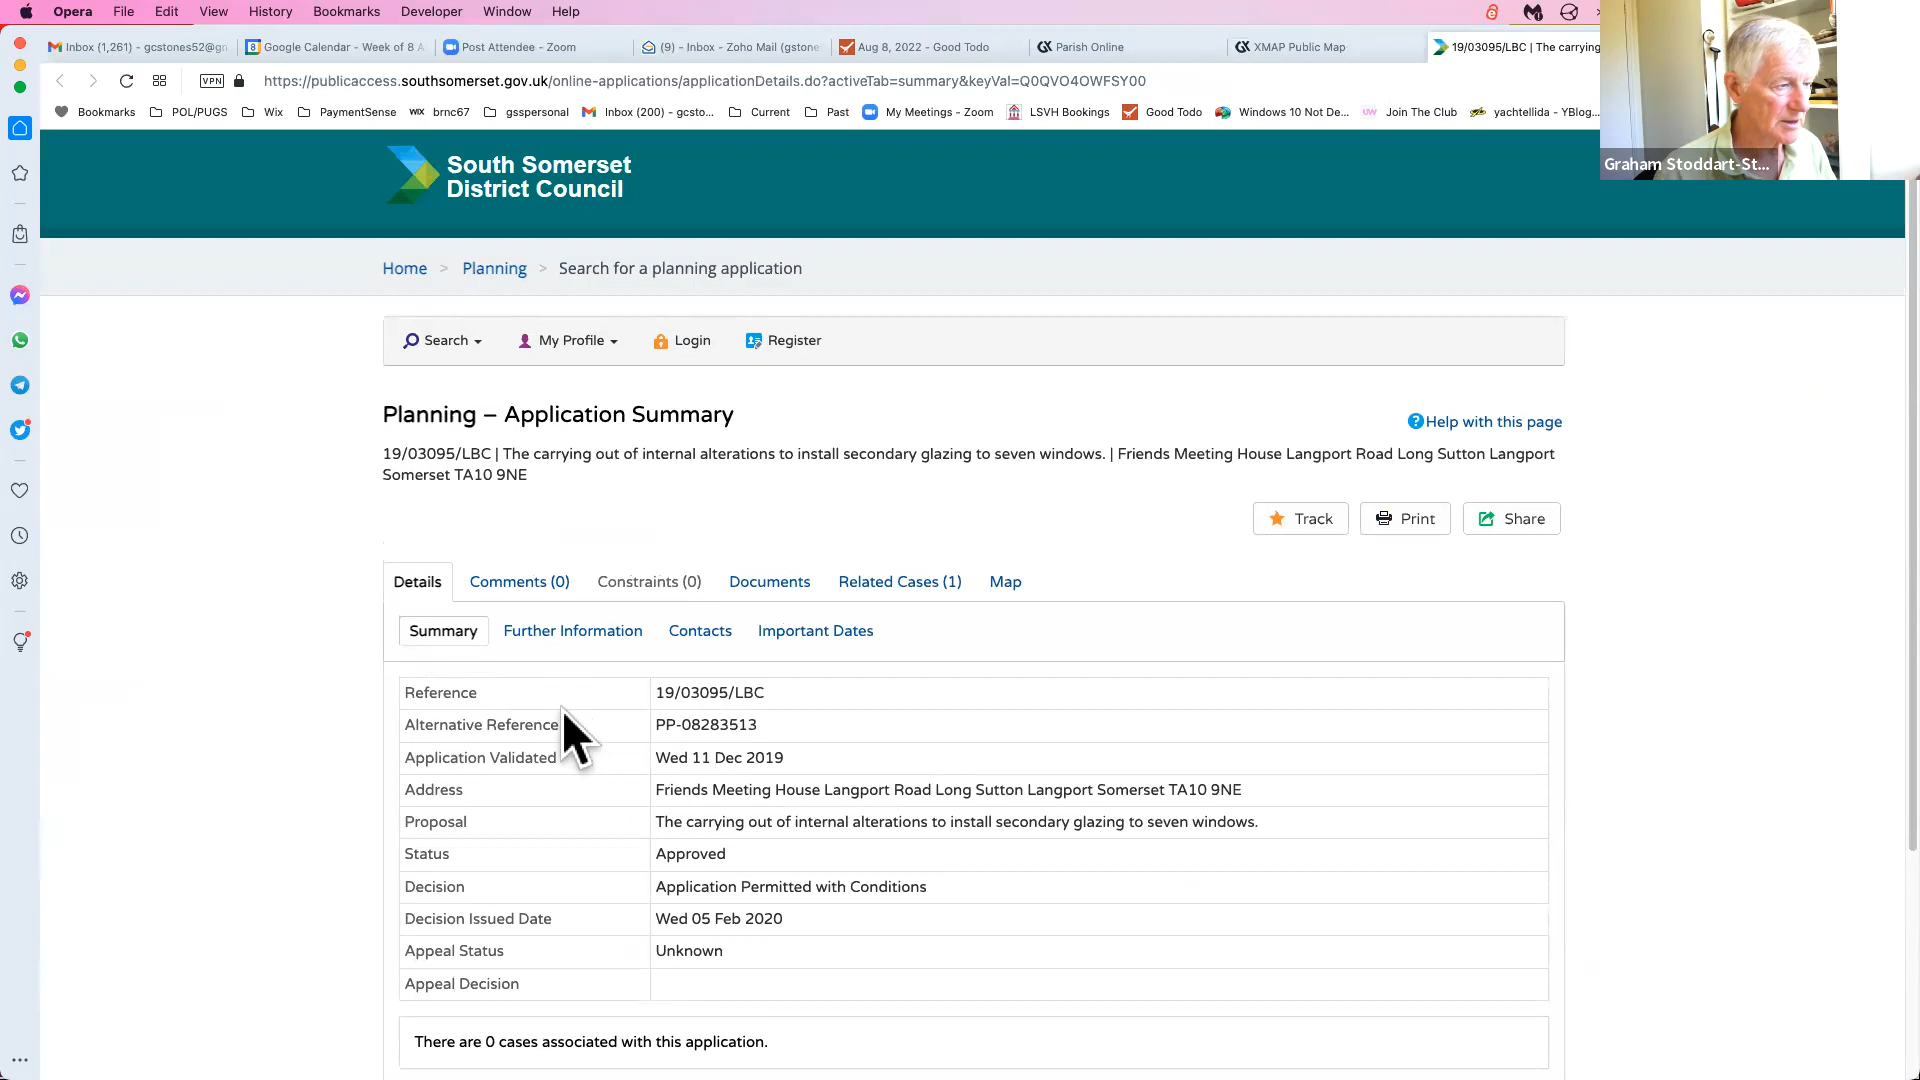 Opera File Edit View History Bookmarks Developer Window Help
Inbox (1,261) - gcstones52@gn
Google Calendar - Week of 8 A
Post Attendee - Zoom
(9) - Inbox - Zoho Mail (gstone
Aug 8, 2022 - Good Todo
Parish Online
XMAP Public Map
19/03095/LBC | The carrying
VPN https://publicaccess.southsomerset.gov.uk/online-applications/applicationDetails.do?activeTab=summary&keyVal=Q0QVO4OWFSY00
Bookmarks POL/PUGS Wix PaymentSense WIX brnc67 gsspersonal Inbox (200) - gcsto... Current Past My Meetings - Zoom LSVH Bookings Good Todo Windows 10 Not De... UW Join The Club yachtellida - YBlog...
Graham Stoddart-St...
South Somerset
District Council
Home > Planning > Search for a planning application
Search My Profile Login Register
Planning – Application Summary
Help with this page
19/03095/LBC | The carrying out of internal alterations to install secondary glazing to seven windows. | Friends Meeting House Langport Road Long Sutton Langport
Somerset TA10 9NE
Track Print Share
Details Comments (0) Constraints (0) Documents Related Cases (1) Map
Summary Further Information Contacts Important Dates
Reference 19/03095/LBC
Alternative Reference PP-08283513
Application Validated Wed 11 Dec 2019
Address Friends Meeting House Langport Road Long Sutton Langport Somerset TA10 9NE
Proposal The carrying out of internal alterations to install secondary glazing to seven windows.
Status Approved
Decision Application Permitted with Conditions
Decision Issued Date Wed 05 Feb 2020
Appeal Status Unknown
Appeal Decision
There are 0 cases associated with this application.